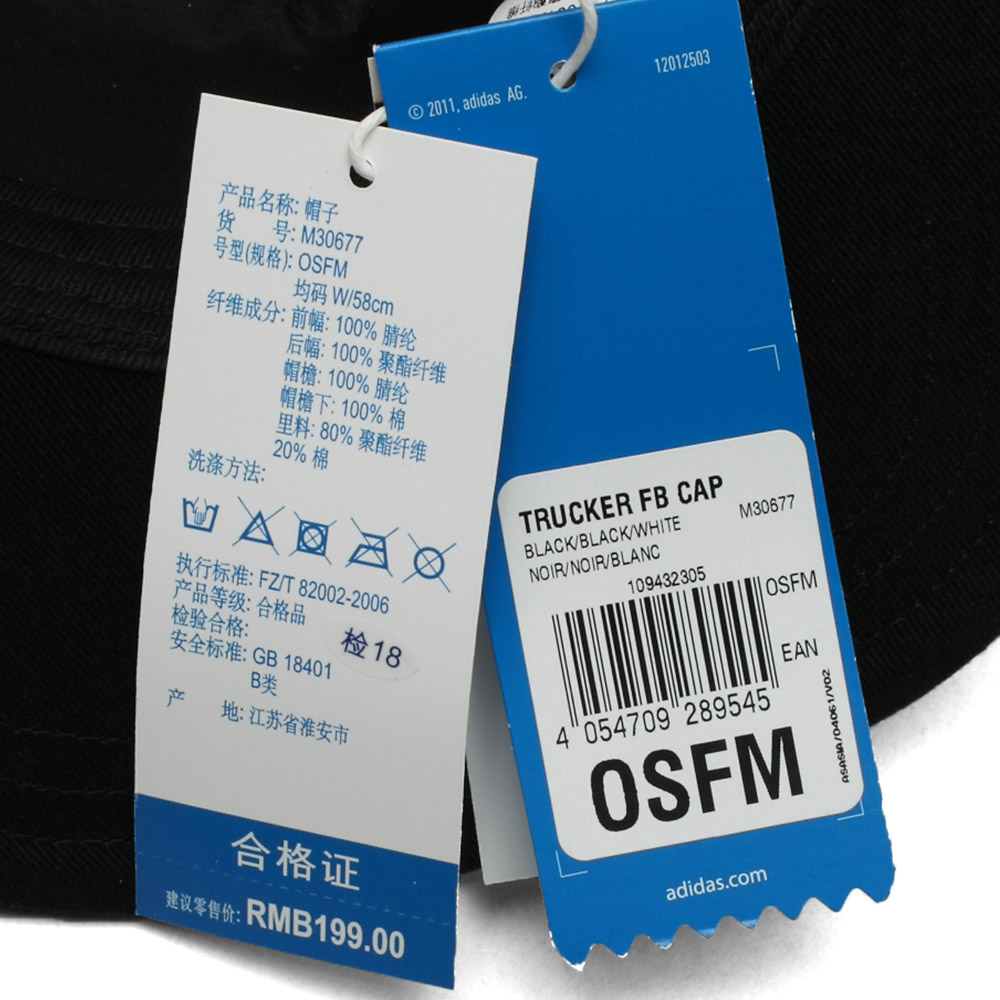 产品名称: 帽子
货 号: M30677
号型(规格): OSFM
均码 W/58cm
纤维成分: 前幅: 100% 腈纶
后幅: 100% 聚酯纤维
帽檐: 100% 腈纶
帽檐下: 100% 棉
里料: 80% 聚酯纤维
20% 棉
洗涤方法:
执行标准: FZ/T 82002-2006
产品等级: 合格品
检验合格:
检18
安全标准: GB 18401
B类
产 地: 江苏省淮安市
合格证
建议零售价: RMB199.00
© 2011, adidas AG.
12012503
TRUCKER FB CAP
M30677
BLACK/BLACK/WHITE
NOIR/NOIR/BLANC
109432305
OSFM
EAN
4 054709 289545
OSFM
adidas.com